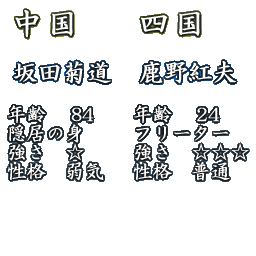 中国
坂田菊道
年齢 84
隠居の身
強さ ☆
性格 弱気
四国
鹿野紅夫
年齢 24
フリーター
強さ ☆☆☆
性格 普通